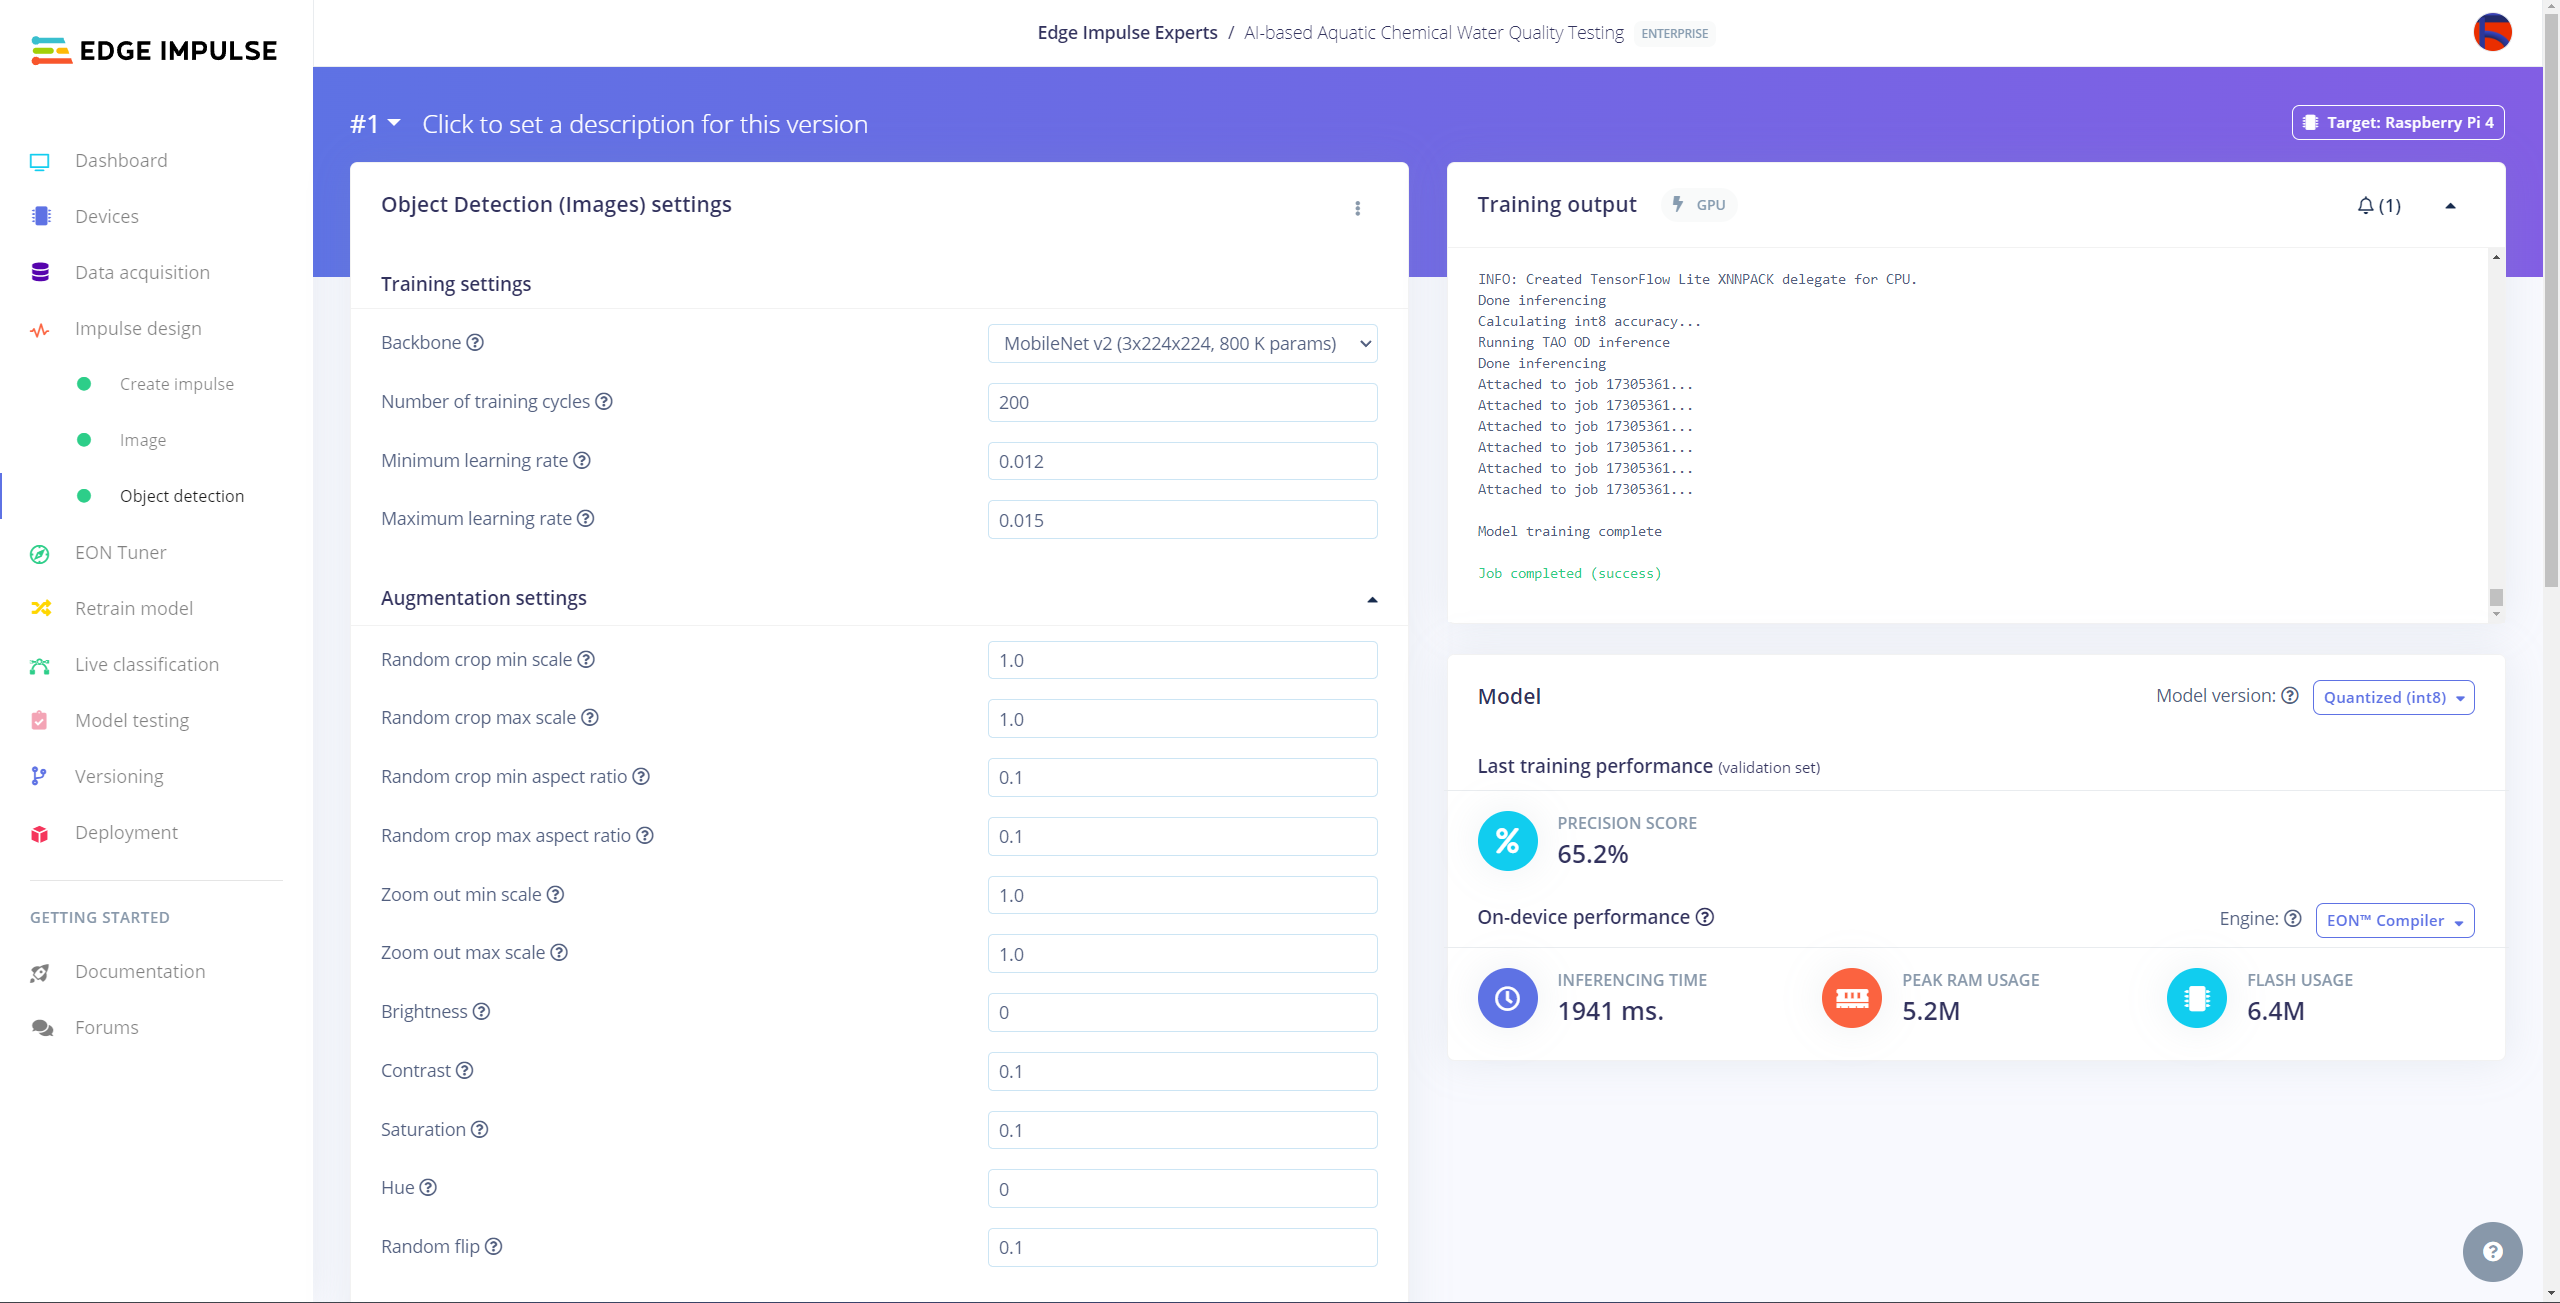 EDGE IMPULSE
Edge Impulse Experts / AI-based Aquatic Chemical Water Quality Testing ENTERPRISE
Dashboard
Devices
Data acquisition
Impulse design
Create impulse
Image
Object detection
EON Tuner
Retrain model
Live classification
Model testing
Versioning
Deployment
GETTING STARTED
Documentation
Forums
#1 Click to set a description for this version
Target: Raspberry Pi 4
Object Detection (Images) settings
Training settings
Backbone ? MobileNet v2 (3x224x224, 800 K params)
Number of training cycles ? 200
Minimum learning rate ? 0.012
Maximum learning rate ? 0.015
Augmentation settings
Random crop min scale ? 1.0
Random crop max scale ? 1.0
Random crop min aspect ratio ? 0.1
Random crop max aspect ratio ? 0.1
Zoom out min scale ? 1.0
Zoom out max scale ? 1.0
Brightness ? 0
Contrast ? 0.1
Saturation ? 0.1
Hue ? 0
Random flip ? 0.1
Training output GPU (1)
INFO: Created TensorFlow Lite XNNPACK delegate for CPU.
Done inferencing
Calculating int8 accuracy...
Running TAO OD inference
Done inferencing
Attached to job 17305361...
Attached to job 17305361...
Attached to job 17305361...
Attached to job 17305361...
Attached to job 17305361...
Attached to job 17305361...
Model training complete
Job completed (success)
Model Model version: ? Quantized (int8)
Last training performance (validation set)
% PRECISION SCORE
65.2%
On-device performance ? Engine: ? EON™ Compiler
INFERENCING TIME
1941 ms.
PEAK RAM USAGE
5.2M
FLASH USAGE
6.4M
?